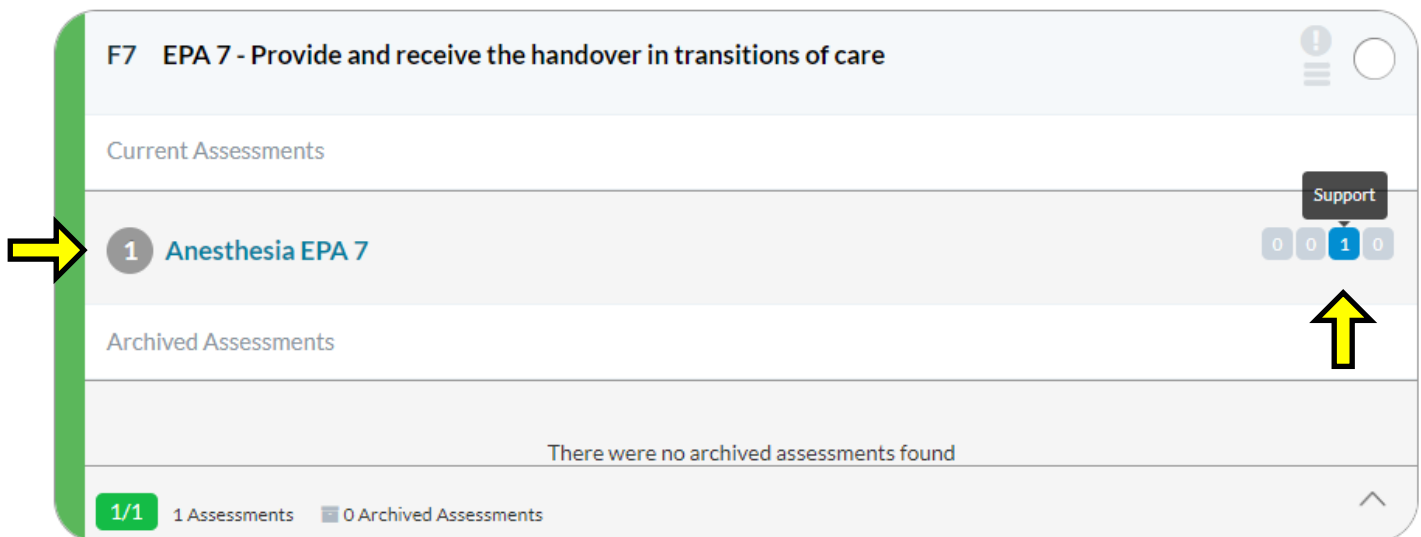 F7 EPA 7 - Provide and receive the handover in transitions of care
!
Current Assessments
Support
1 Anesthesia EPA 7
0 0 1 0
Archived Assessments
There were no archived assessments found
1/1 1 Assessments 0 Archived Assessments